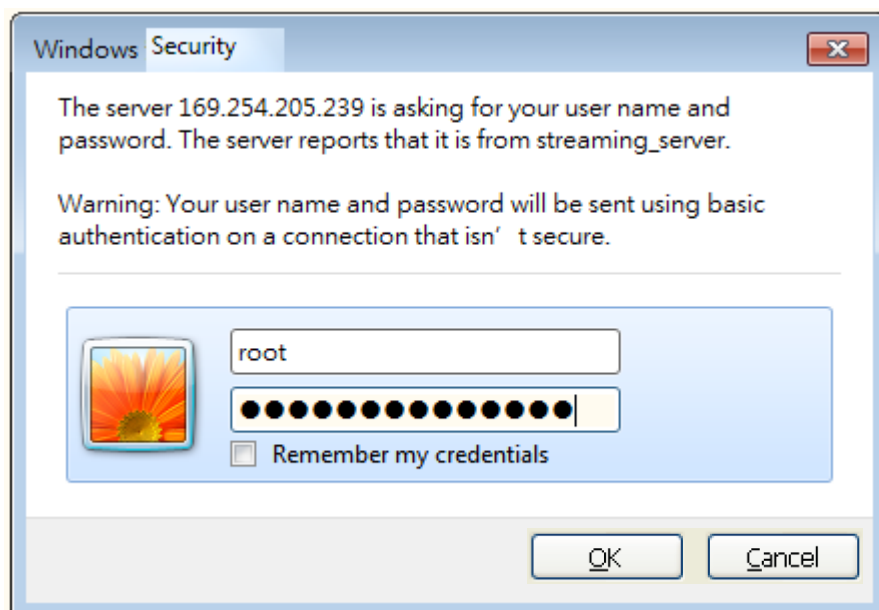 Windows Security
The server 169.254.205.239 is asking for your user name and
password. The server reports that it is from streaming_server.
Warning: Your user name and password will be sent using basic
authentication on a connection that isn’ t secure.
root
●●●●●●●●●●●●●●
Remember my credentials
OK
Cancel